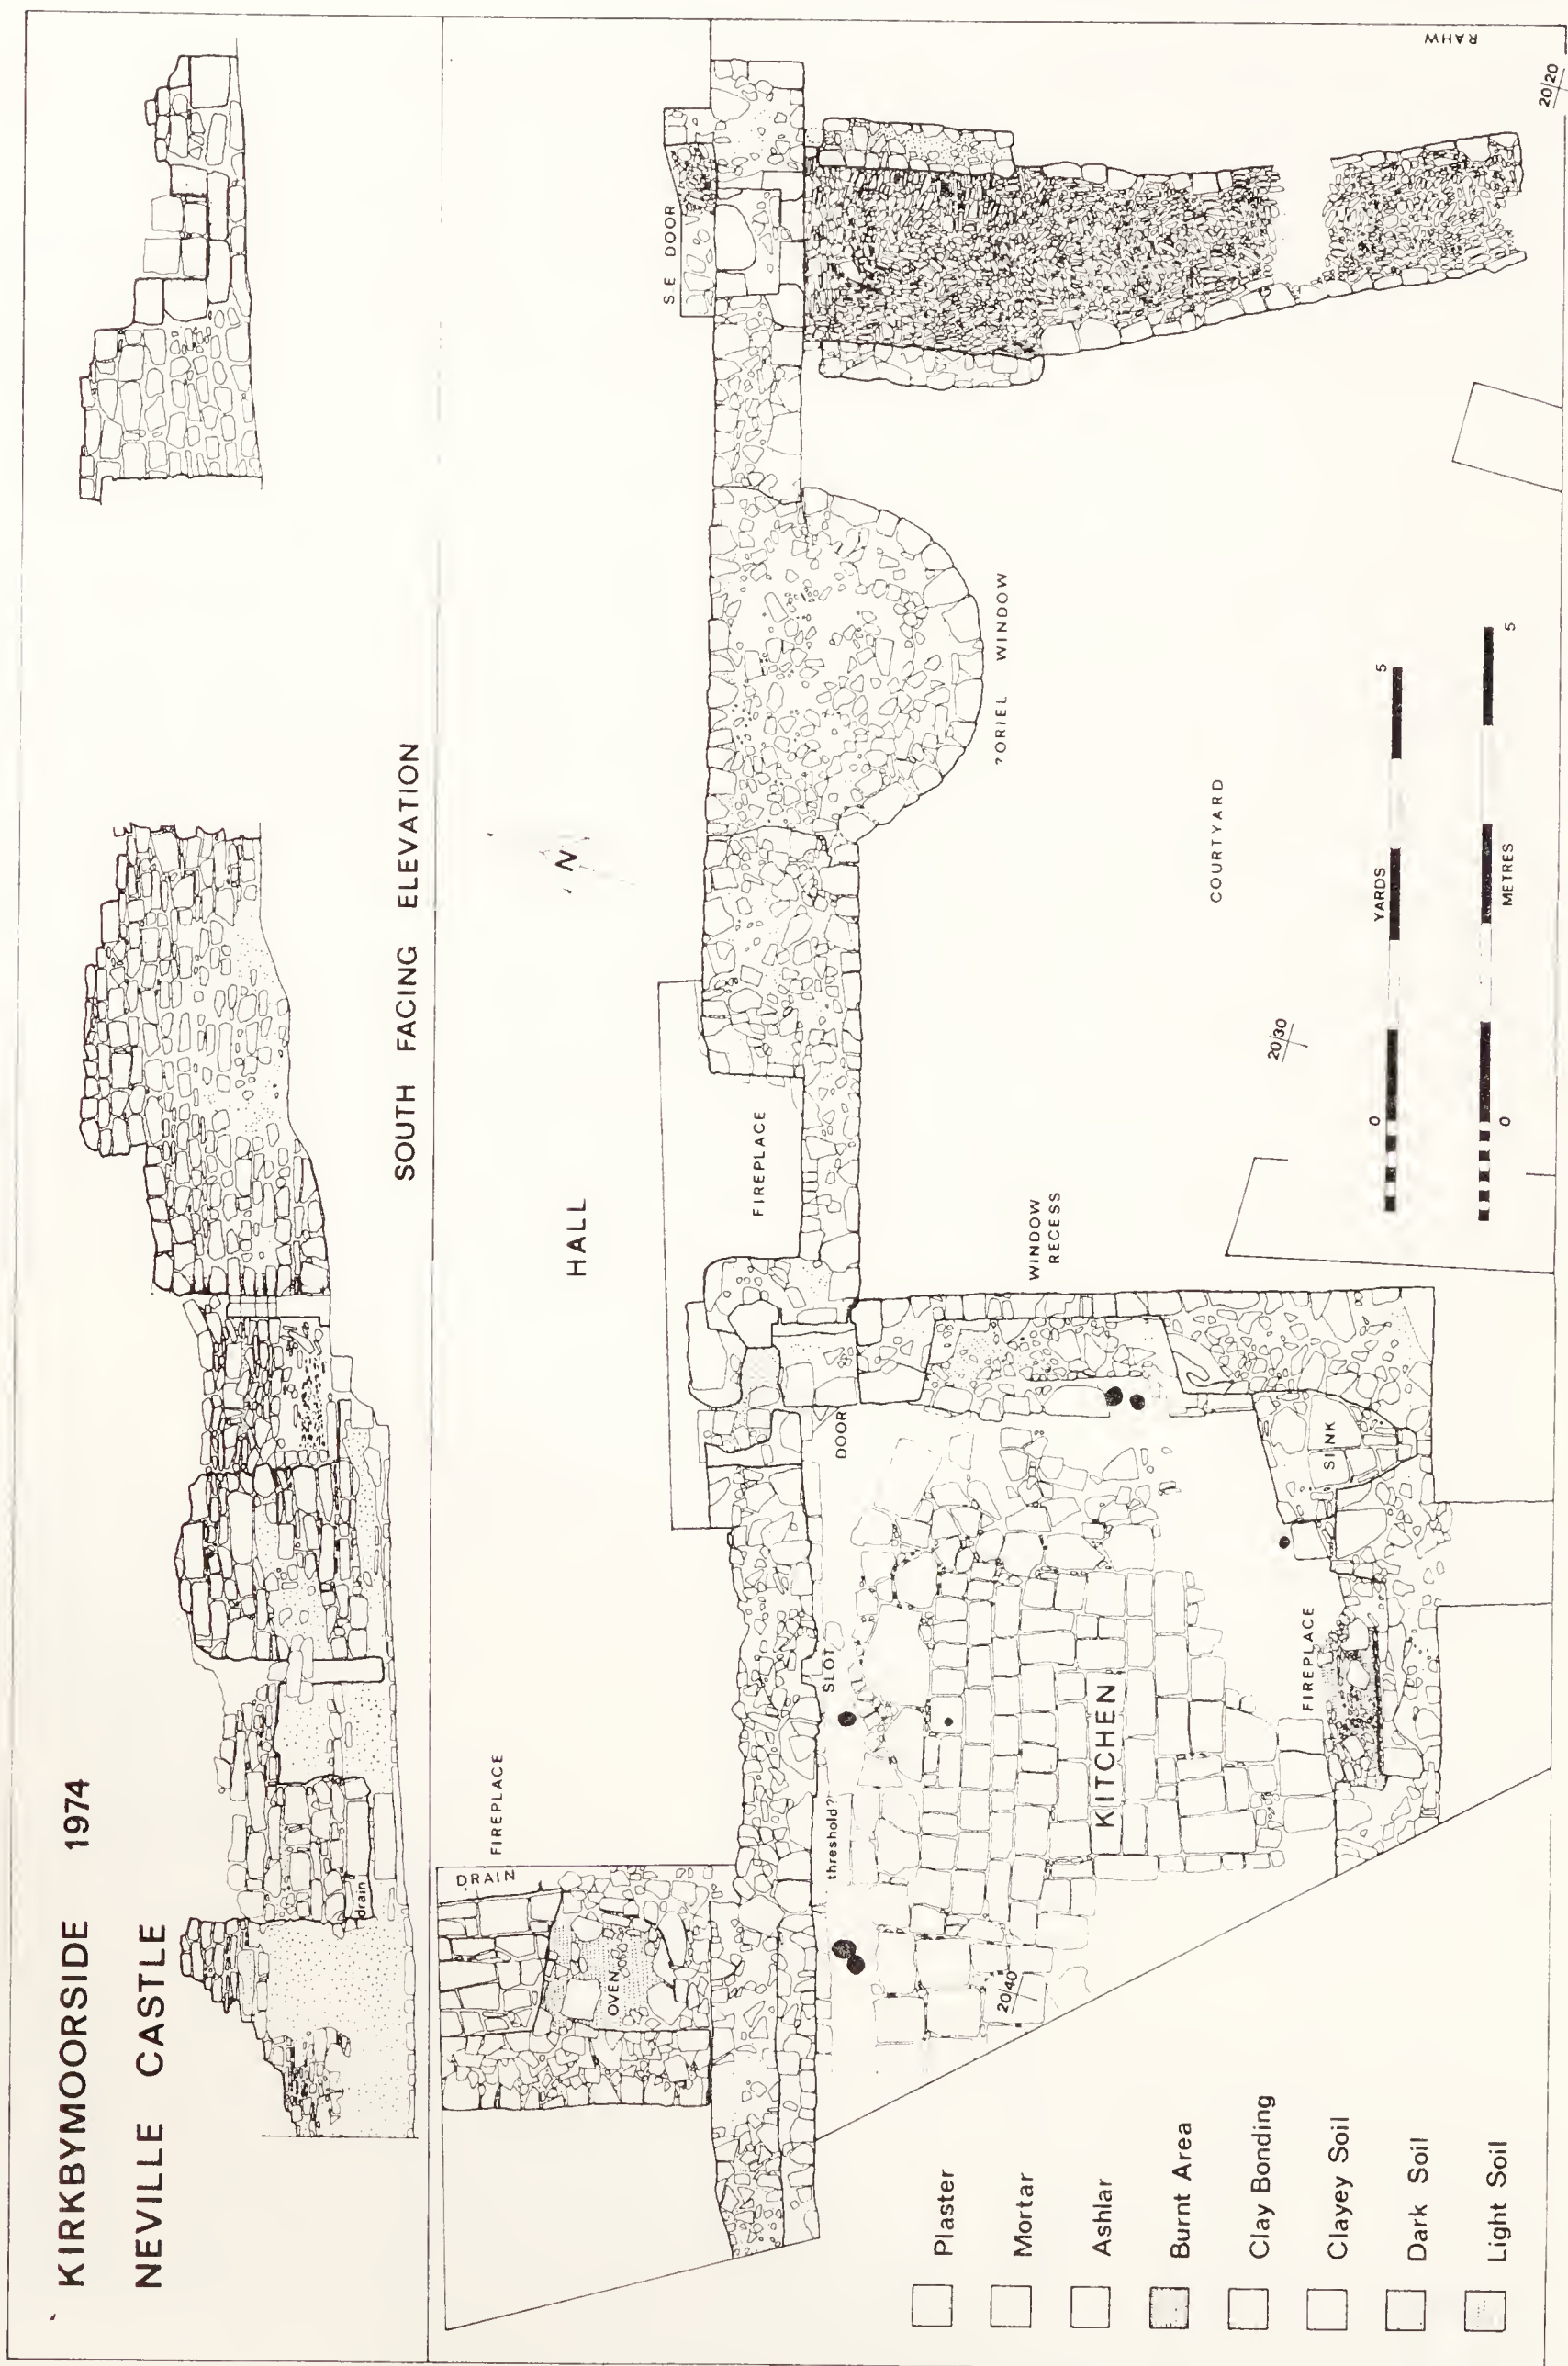 KIRKBYMOORSIDE 1974
NEVILLE CASTLE
drain
SOUTH FACING ELEVATION
DRAIN
FIREPLACE
OVEN
HALL
N
S E DOOR
FIREPLACE
?ORIEL WINDOW
threshold?
SLOT
DOOR
WINDOW
RECESS
KITCHEN
20/40
FIREPLACE
SINK
COURTYARD
20/30
20/20
0
YARDS
5
0
METRES
5
Plaster
Mortar
Ashlar
Burnt Area
Clay Bonding
Clayey Soil
Dark Soil
Light Soil
RAHW